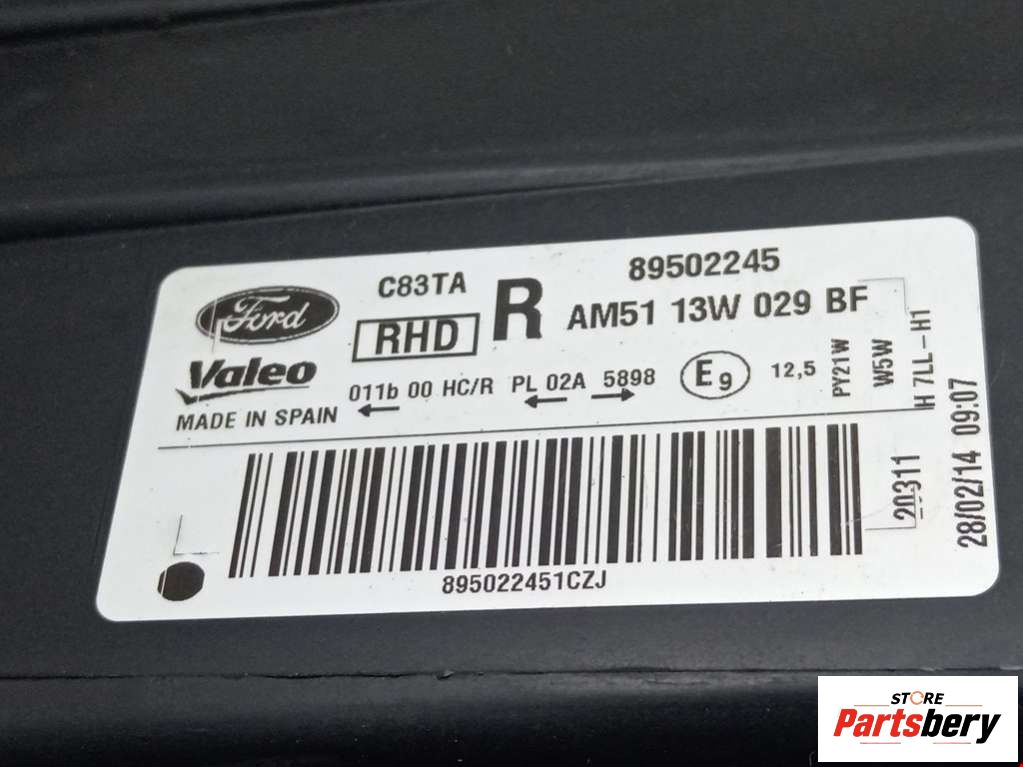 C83TA
89502245
Ford
RHD
R
AM51 13W 029 BF
Valeo
011b 00 HC/R PL 02A 5898
E9
12,5
PY21W
W5W
H 7LL-H1
MADE IN SPAIN
20311
28/02/14 09:07
895022451CZJ
STORE
Partsbery